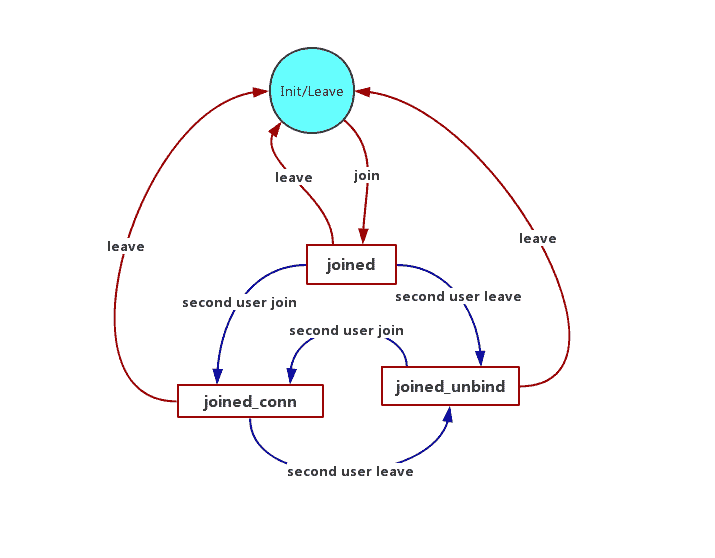 Init/Leave
leave
join
leave
leave
joined
second user join
second user leave
second user join
joined_conn
joined_unbind
second user leave